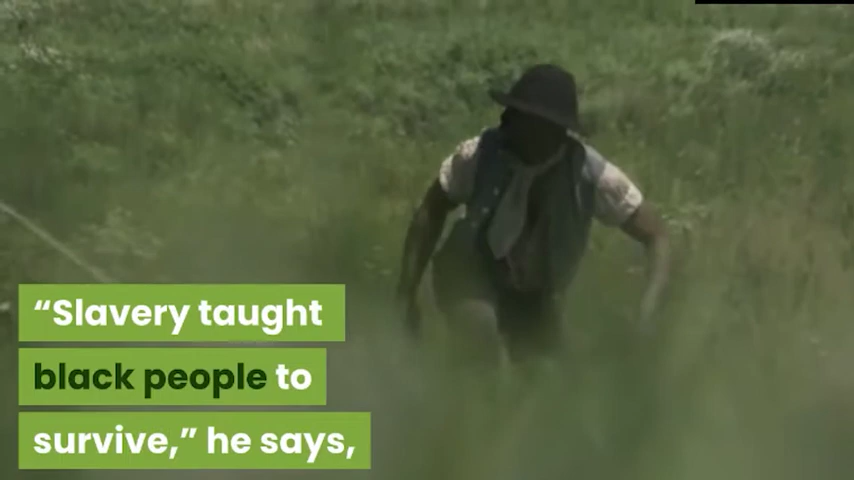 “Slavery taught
black people to
survive,” he says,